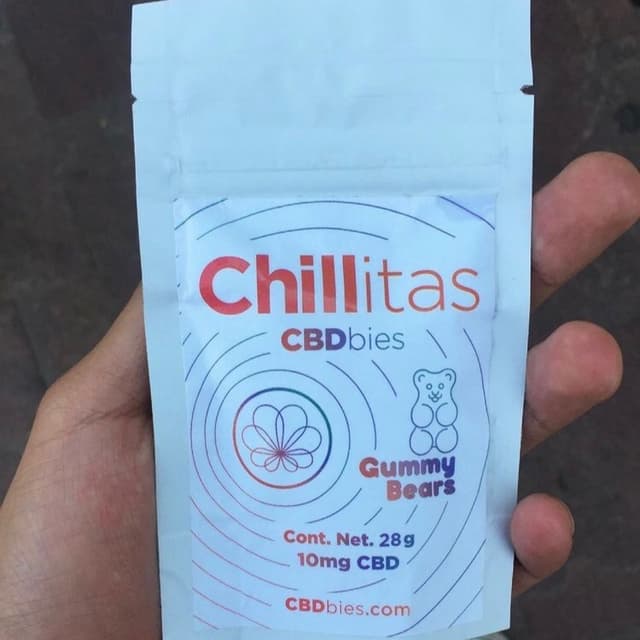 Chillitas
CBDbies
Gummy
Bears
Cont. Net. 28g
10mg CBD
CBDbies.com